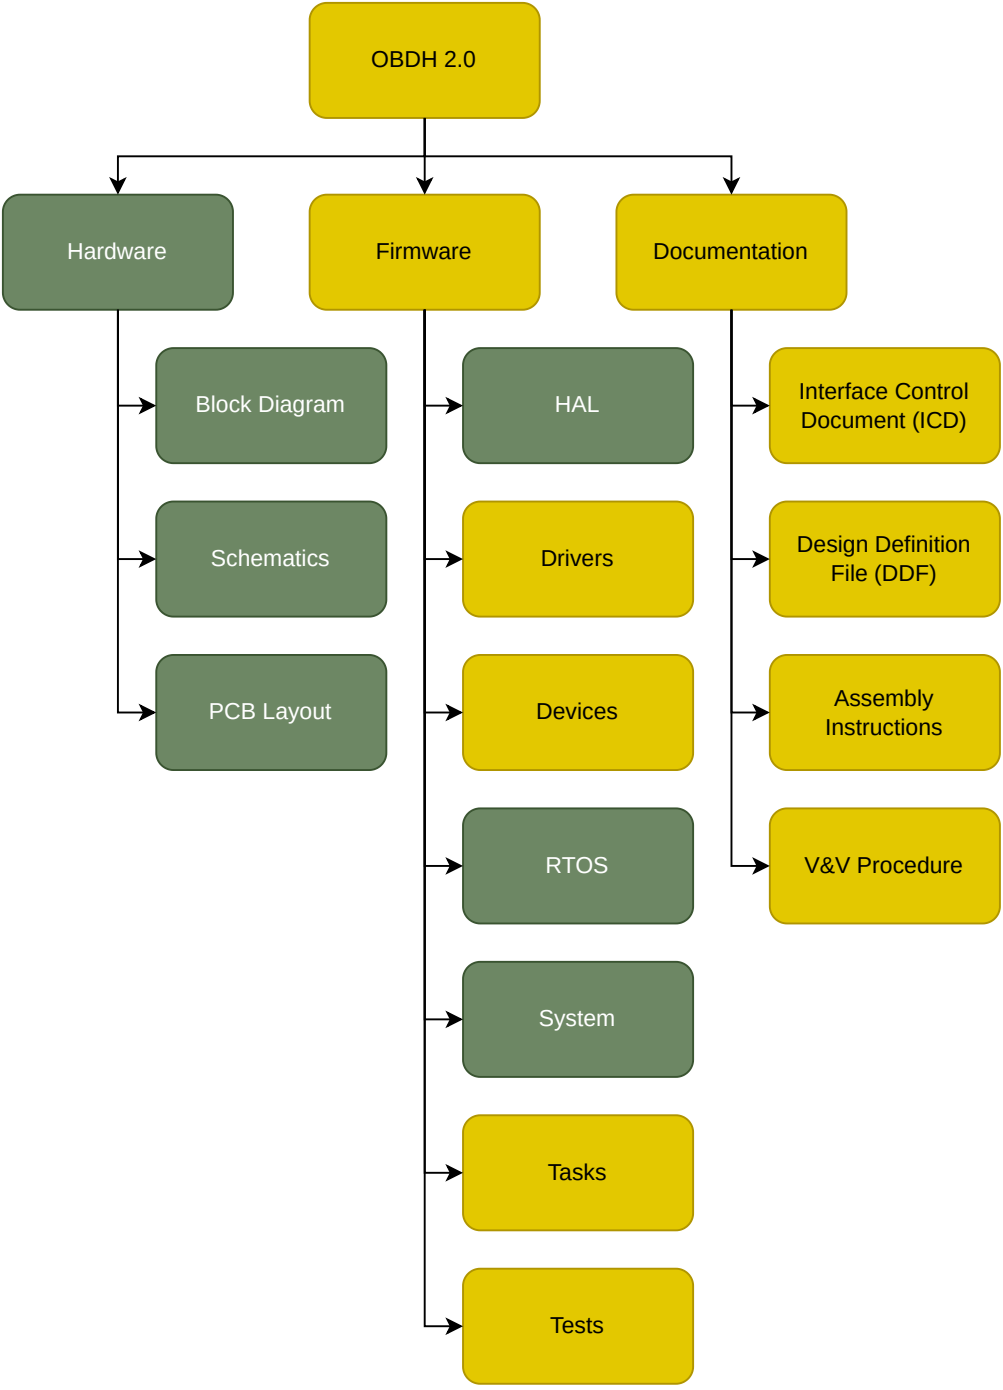 OBDH 2.0
Hardware
Firmware
Documentation
Block Diagram
Schematics
PCB Layout
HAL
Drivers
Devices
RTOS
System
Tasks
Tests
Interface Control
Document (ICD)
Design Definition
File (DDF)
Assembly
Instructions
V&V Procedure